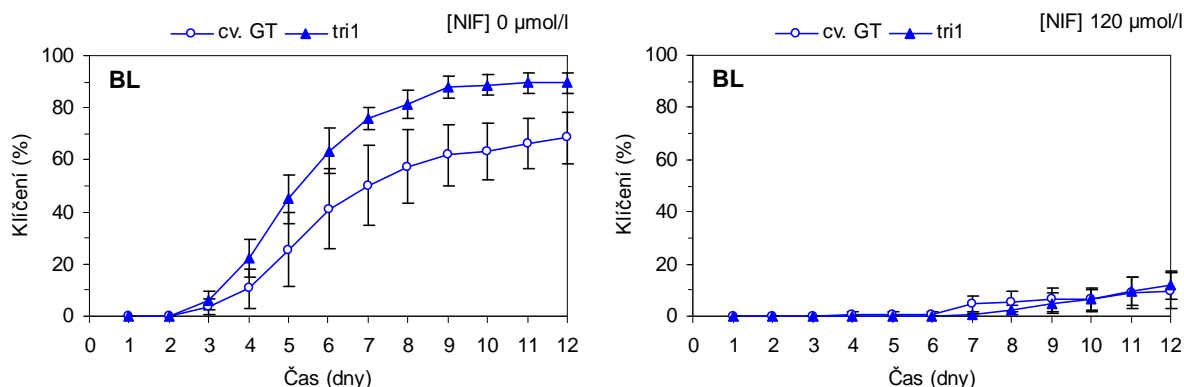 cv. GT tri1 [NIF] 0 µmol/l
BL
Klíčení (%)
100
80
60
40
20
0
0 1 2 3 4 5 6 7 8 9 10 11 12
Čas (dny)
cv. GT tri1 [NIF] 120 µmol/l
BL
Klíčení (%)
100
80
60
40
20
0
0 1 2 3 4 5 6 7 8 9 10 11 12
Čas (dny)